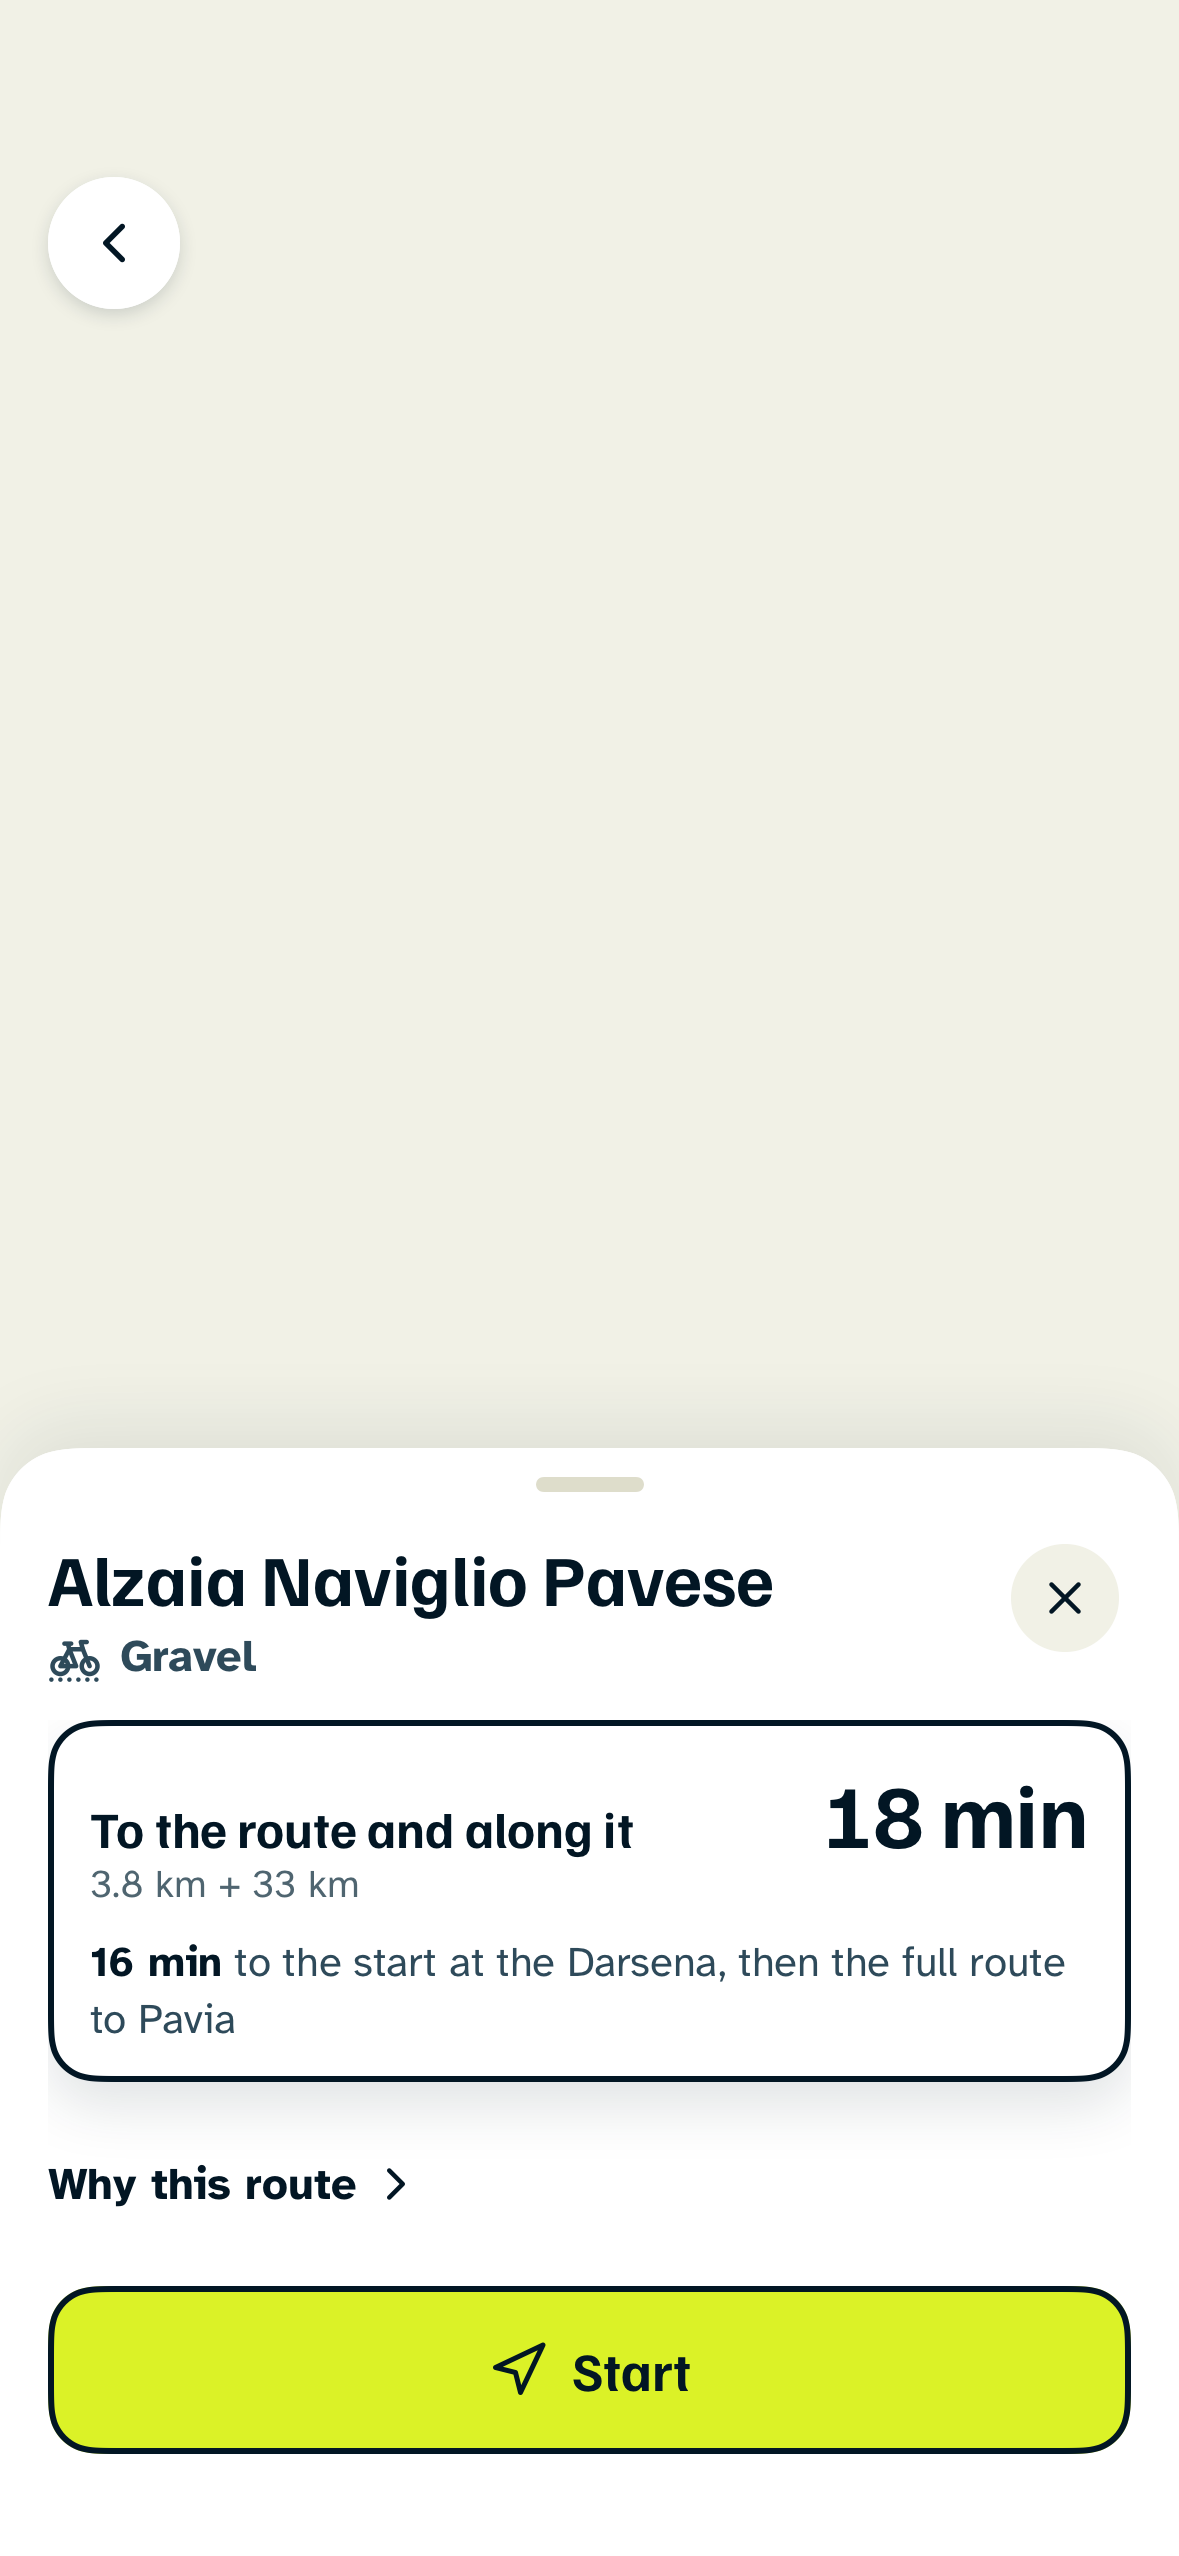 Alzaia Naviglio Pavese
Gravel
To the route and along it
18 min
3.8 km + 33 km
16 min to the start at the Darsena, then the full route
to Pavia
Why this route
Start